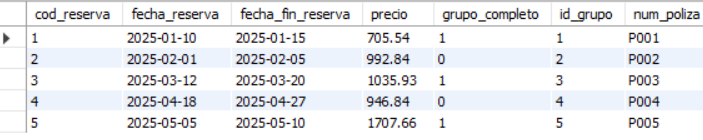 cod_reserva fecha_reserva fecha_fin_reserva precio grupo_completo id_grupo num_poliza
1 2025-01-10 2025-01-15 705.54 1 1 P001
2 2025-02-01 2025-02-05 992.84 0 2 P002
3 2025-03-12 2025-03-20 1035.93 1 3 P003
4 2025-04-18 2025-04-27 946.84 0 4 P004
5 2025-05-05 2025-05-10 1707.66 1 5 P005